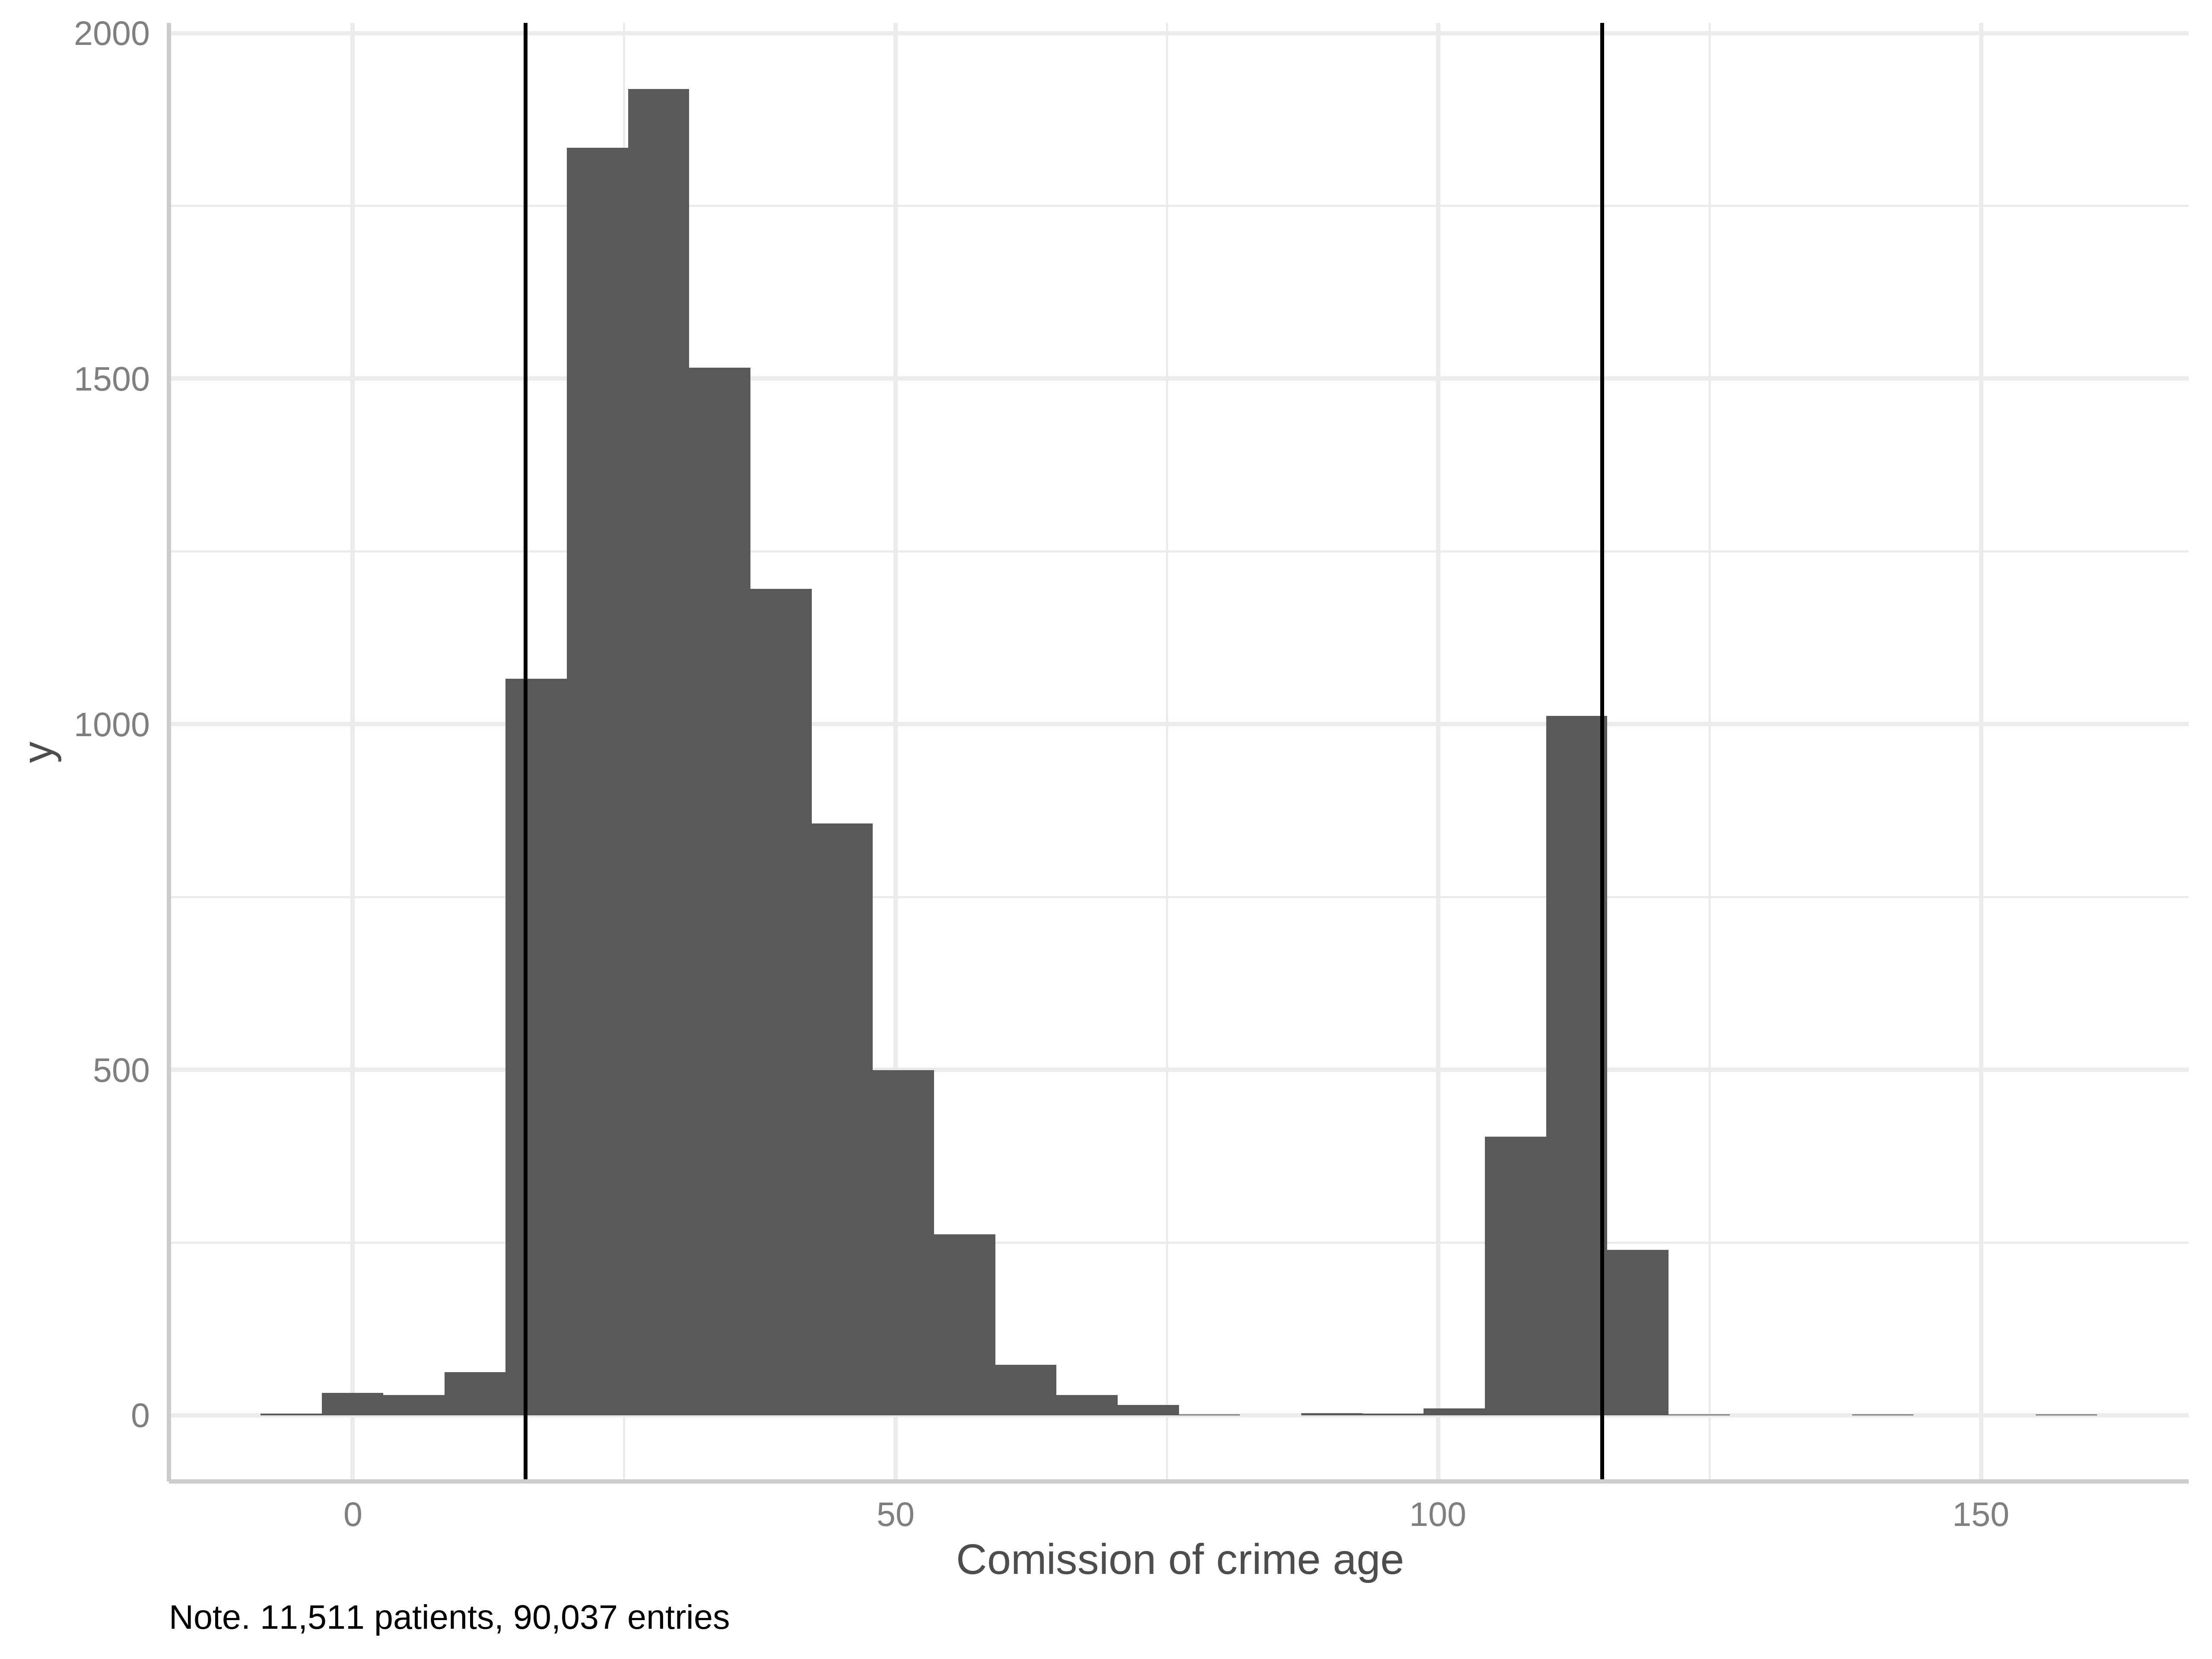 2000
1500
1000
500
0
y
0 50 100 150
Comission of crime age
Note. 11,511 patients, 90,037 entries